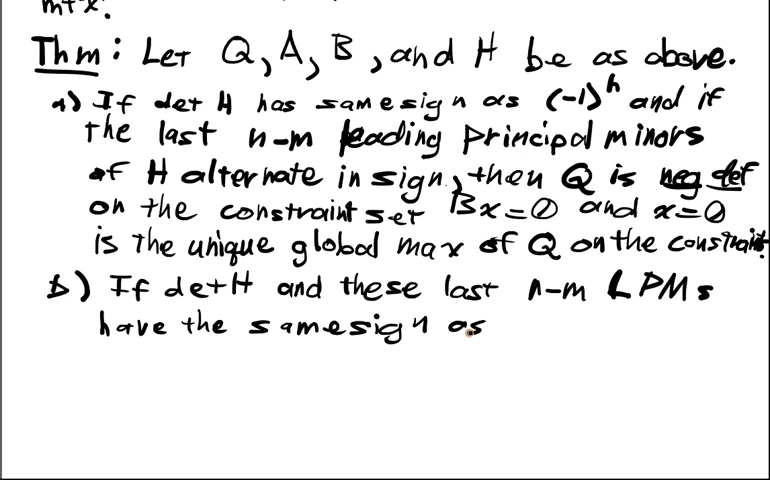 m+x.
Thm: Let Q, A, B, and H be as above.
a) If det H has same sign as (-1)^n and if
the last n-m leading principal minors
of H alternate in sign, then Q is neg def
on the constraint set Bx=0 and x=0
is the unique global max of Q on the constraint.
b) If det H and these last n-m LPMs
have the same sign as